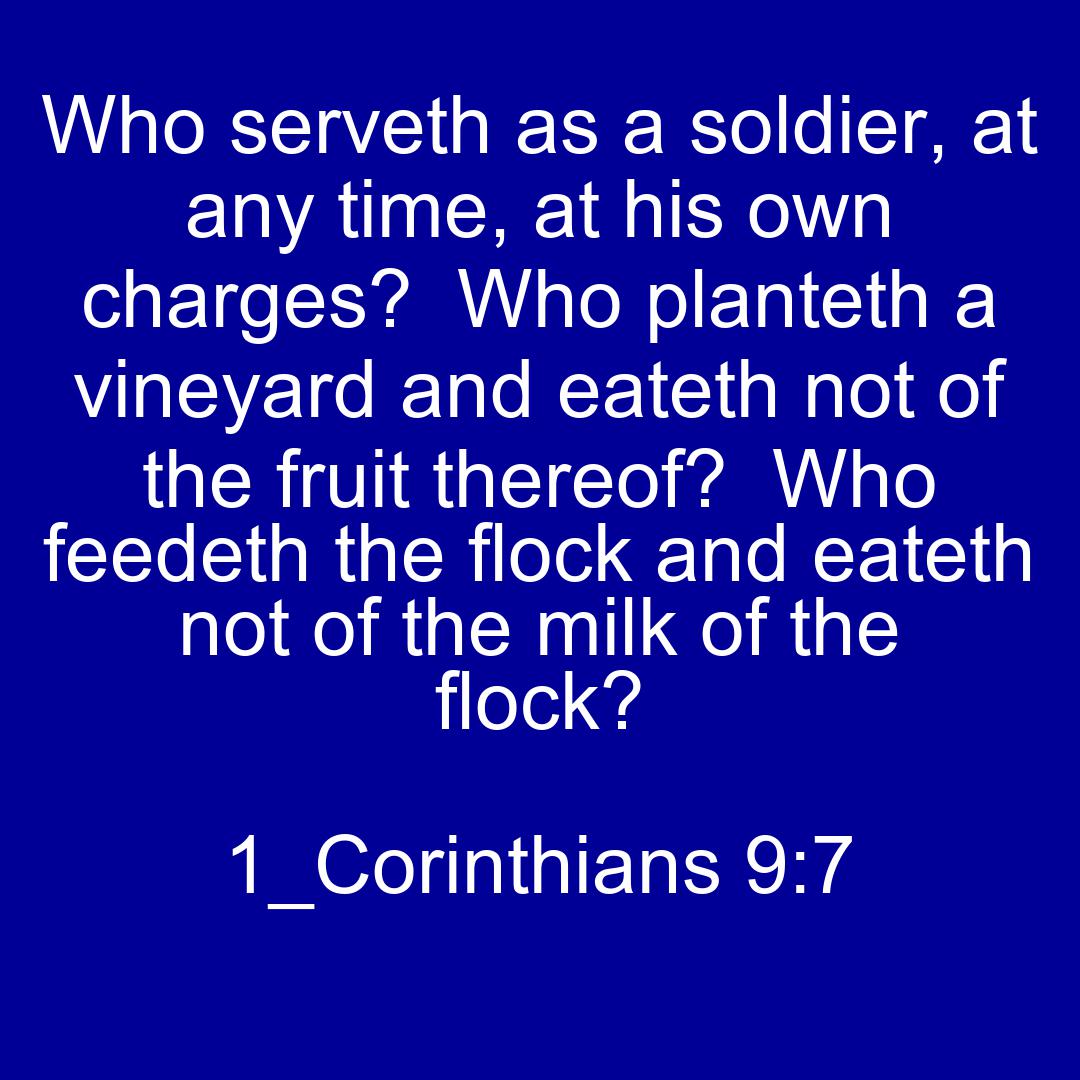 Who serveth as a soldier, at
any time, at his own
charges?  Who planteth a
vineyard and eateth not of
the fruit thereof?  Who
feedeth the flock and eateth
not of the milk of the
flock?
1_Corinthians 9:7